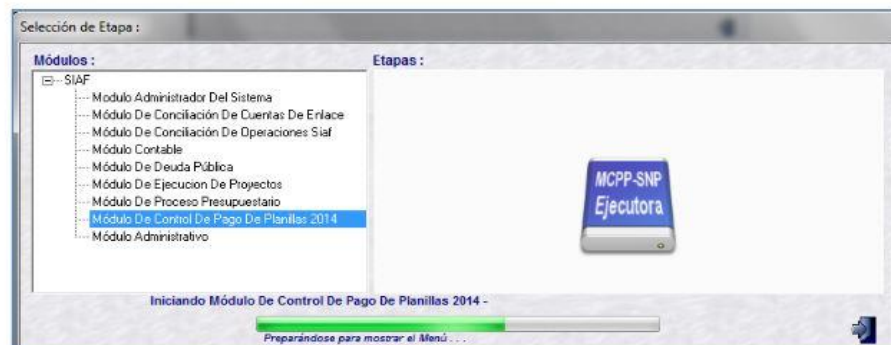 Selección de Etapa :
Módulos :
Etapas :
SIAF
Modulo Administrador Del Sistema
Módulo De Conciliación De Cuentas De Enlace
Módulo De Conciliación De Operaciones Siaf
Módulo Contable
Módulo De Deuda Pública
Módulo De Ejecucion De Proyectos
Módulo De Proceso Presupuestario
Módulo De Control De Pago De Planillas 2014
Módulo Administrativo
MCPP-SNP
Ejecutora
Iniciando Módulo De Control De Pago De Planillas 2014 -
Preparándose para mostrar el Menú . . .